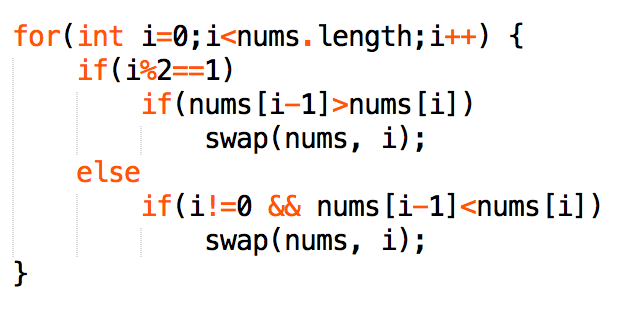 for(int i=0;i<nums.length;i++) {
    if(i%2==1)
        if(nums[i-1]>nums[i])
            swap(nums, i);
    else
        if(i!=0 && nums[i-1]<nums[i])
            swap(nums, i);
}